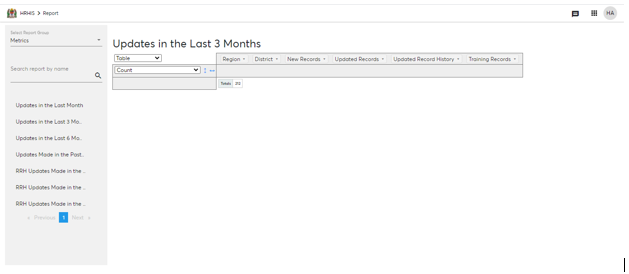 HRHIS > Report
HA
Select Report Group
Metrics
Search report by name
Updates in the Last Month
Updates in the Last 3 Mo..
Updates in the Last 6 Mo..
Updates Made in the Past..
RRH Updates Made in the ..
RRH Updates Made in the ..
RRH Updates Made in the ..
« Previous 1 Next »
Updates in the Last 3 Months
Table
Region District New Records Updated Records Updated Record History Training Records
Count
Totals